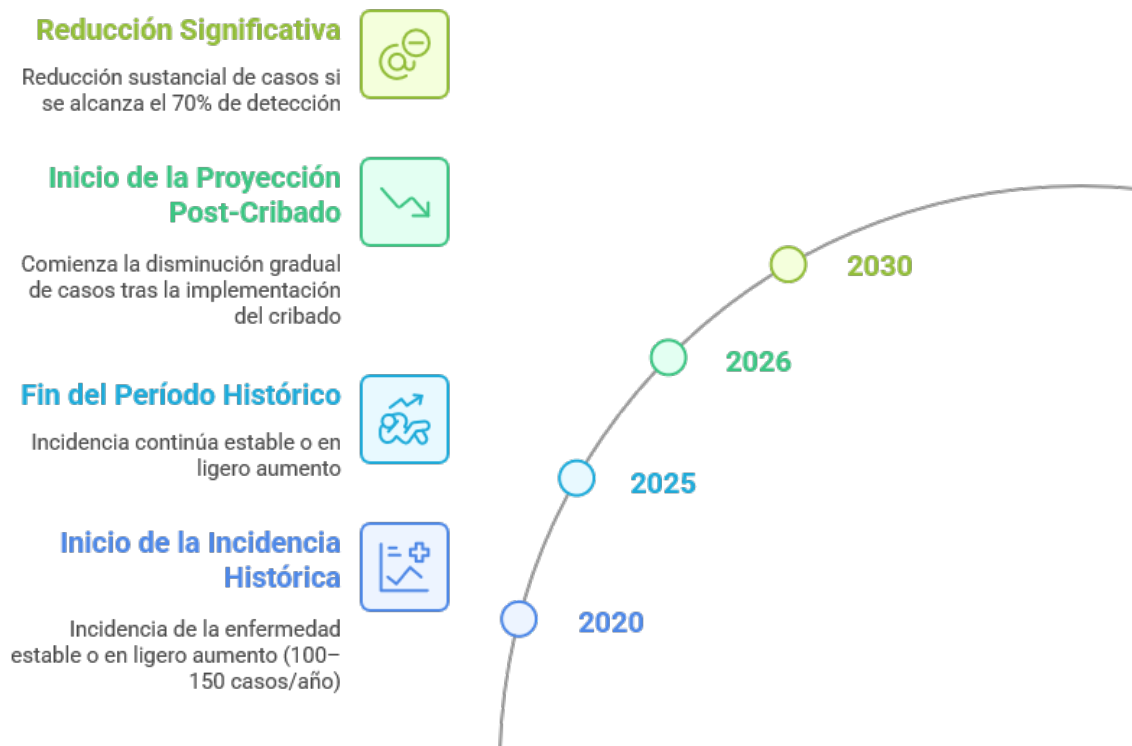 Reducción Significativa
Reducción sustancial de casos si
se alcanza el 70% de detección
Inicio de la Proyección
Post-Cribado
Comienza la disminución gradual
de casos tras la implementación
del cribado
Fin del Período Histórico
Incidencia continúa estable o en
ligero aumento
Inicio de la Incidencia
Histórica
Incidencia de la enfermedad
estable o en ligero aumento (100–
150 casos/año)
2030
2026
2025
2020